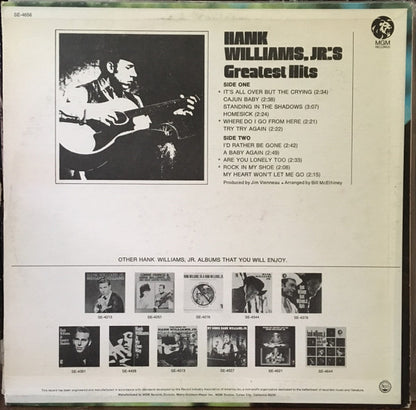 SE-4656
HANK
WILLIAMS, JR.'S
Greatest Hits
MGM
RECORDS
SIDE ONE
• IT'S ALL OVER BUT THE CRYING (2:34)
CAJUN BABY (2:38)
STANDING IN THE SHADOWS (3:07)
HOMESICK (2:24)
• WHERE DO I GO FROM HERE (2:21)
TRY TRY AGAIN (2:22)
SIDE TWO
I'D RATHER BE GONE (2:42)
A BABY AGAIN (2:49)
• ARE YOU LONELY TOO (2:33)
• ROCK IN MY SHOE (2:08)
MY HEART WON'T LET ME GO (2:15)
Produced by Jim Vienneau • Arranged by Bill McElhiney
OTHER HANK WILLIAMS, JR. ALBUMS THAT YOU WILL ENJOY.
SE-4213 SE-4251 SE-4316 SE-4344 SE-4378
SE-4391 SE-4428 SE-4513 SE-4527 SE-4621 SE-4644